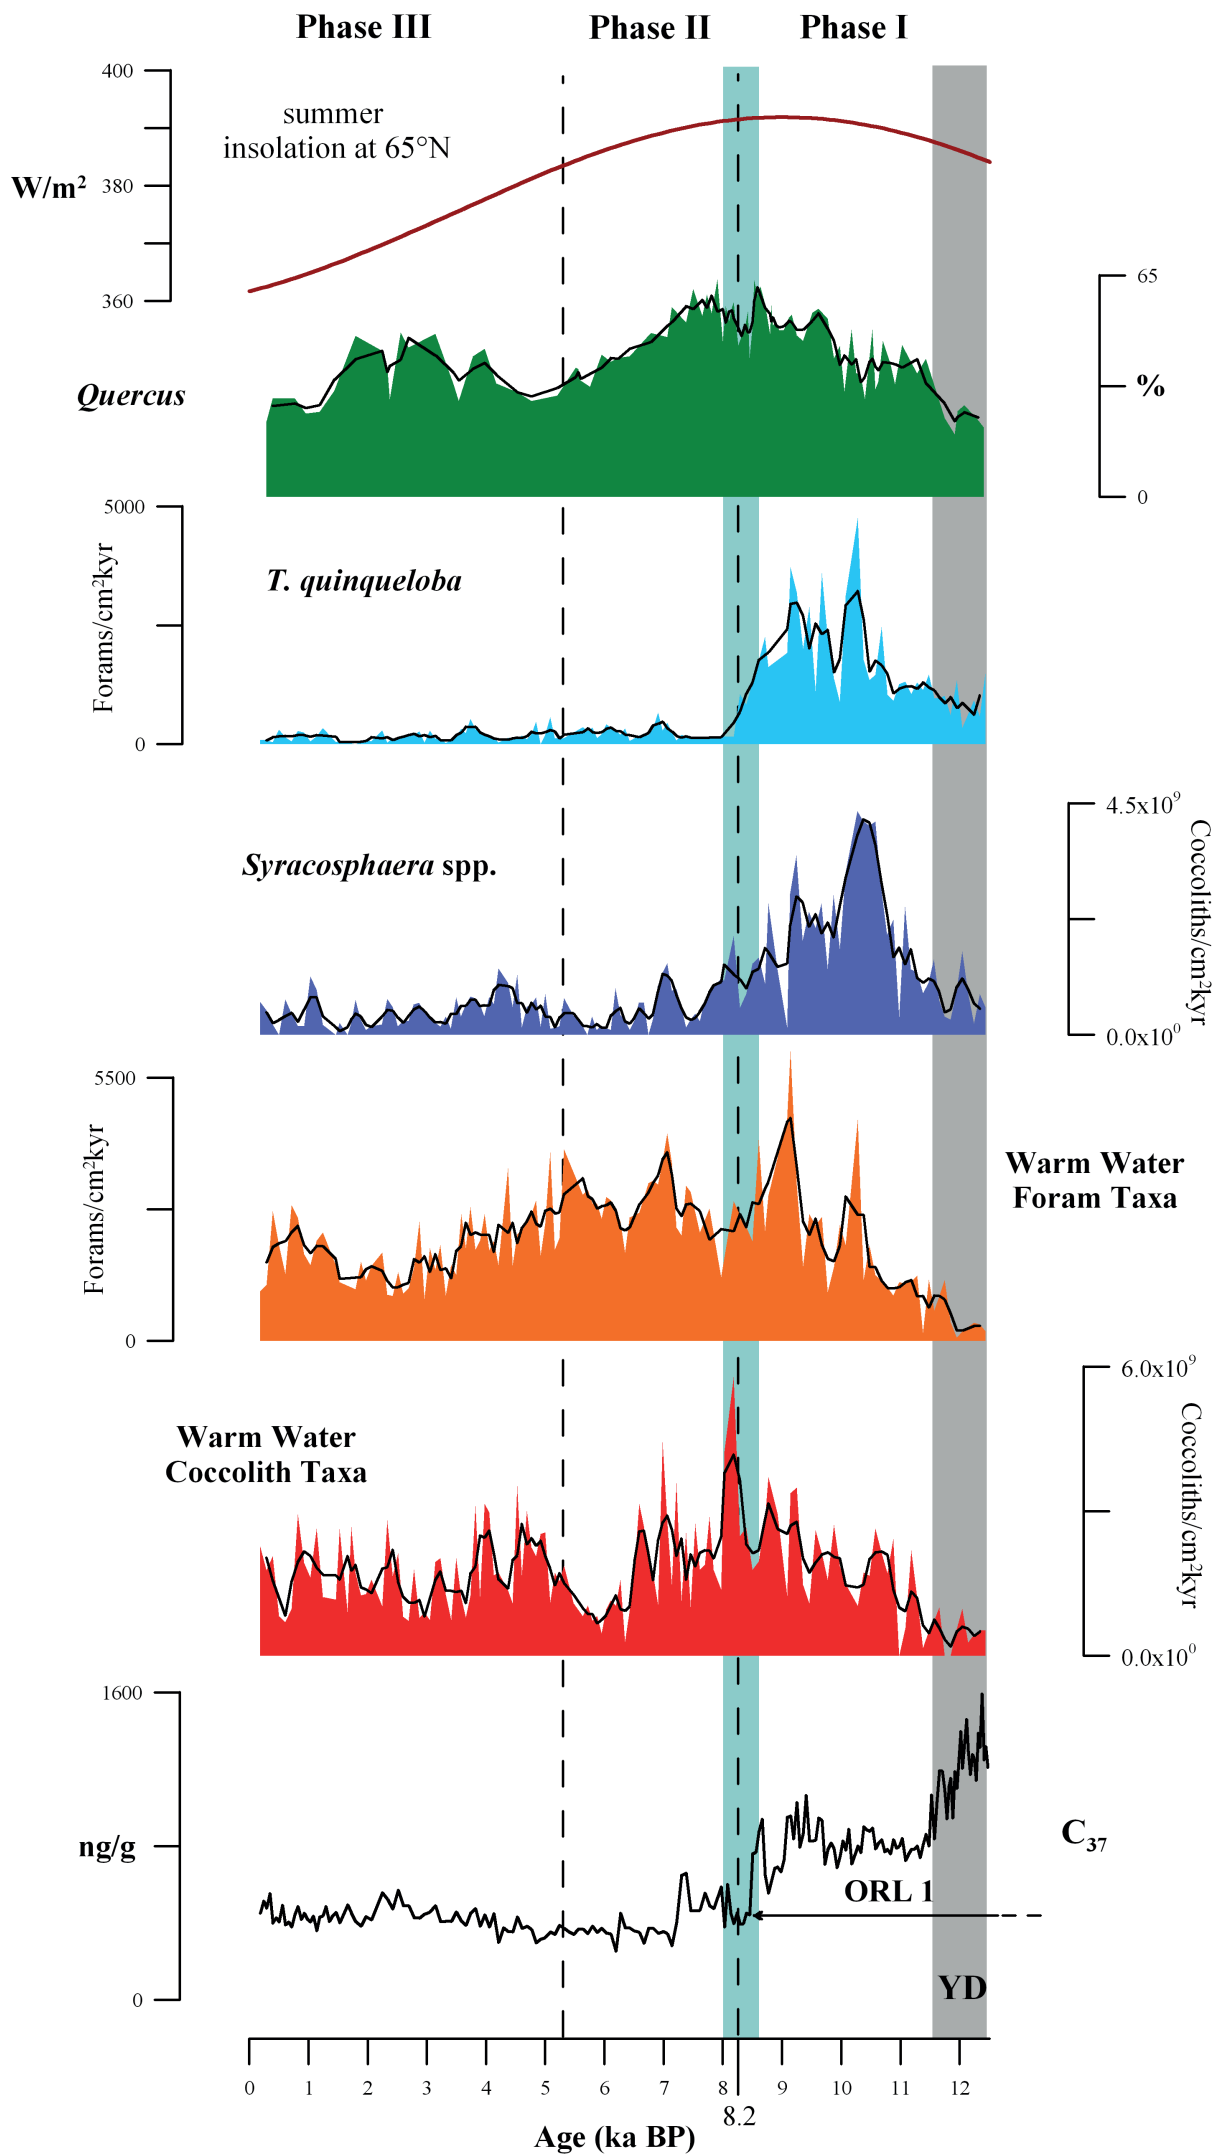 Phase III Phase II Phase I
400
summer
insolation at 65°N
W/m² 380
360
65
Quercus
%
0
5000
Forams/cm²kyr
T. quinqueloba
0
4.5x10⁹
Coccoliths/cm²kyr
Syracosphaera spp.
0.0x10⁰
5500
Forams/cm²kyr
Warm Water
Foram Taxa
0
6.0x10⁹
Coccoliths/cm²kyr
Warm Water
Coccolith Taxa
0.0x10⁰
1600
ng/g
C₃₇
ORL 1
YD
0
0 1 2 3 4 5 6 7 8 9 10 11 12
8.2
Age (ka BP)